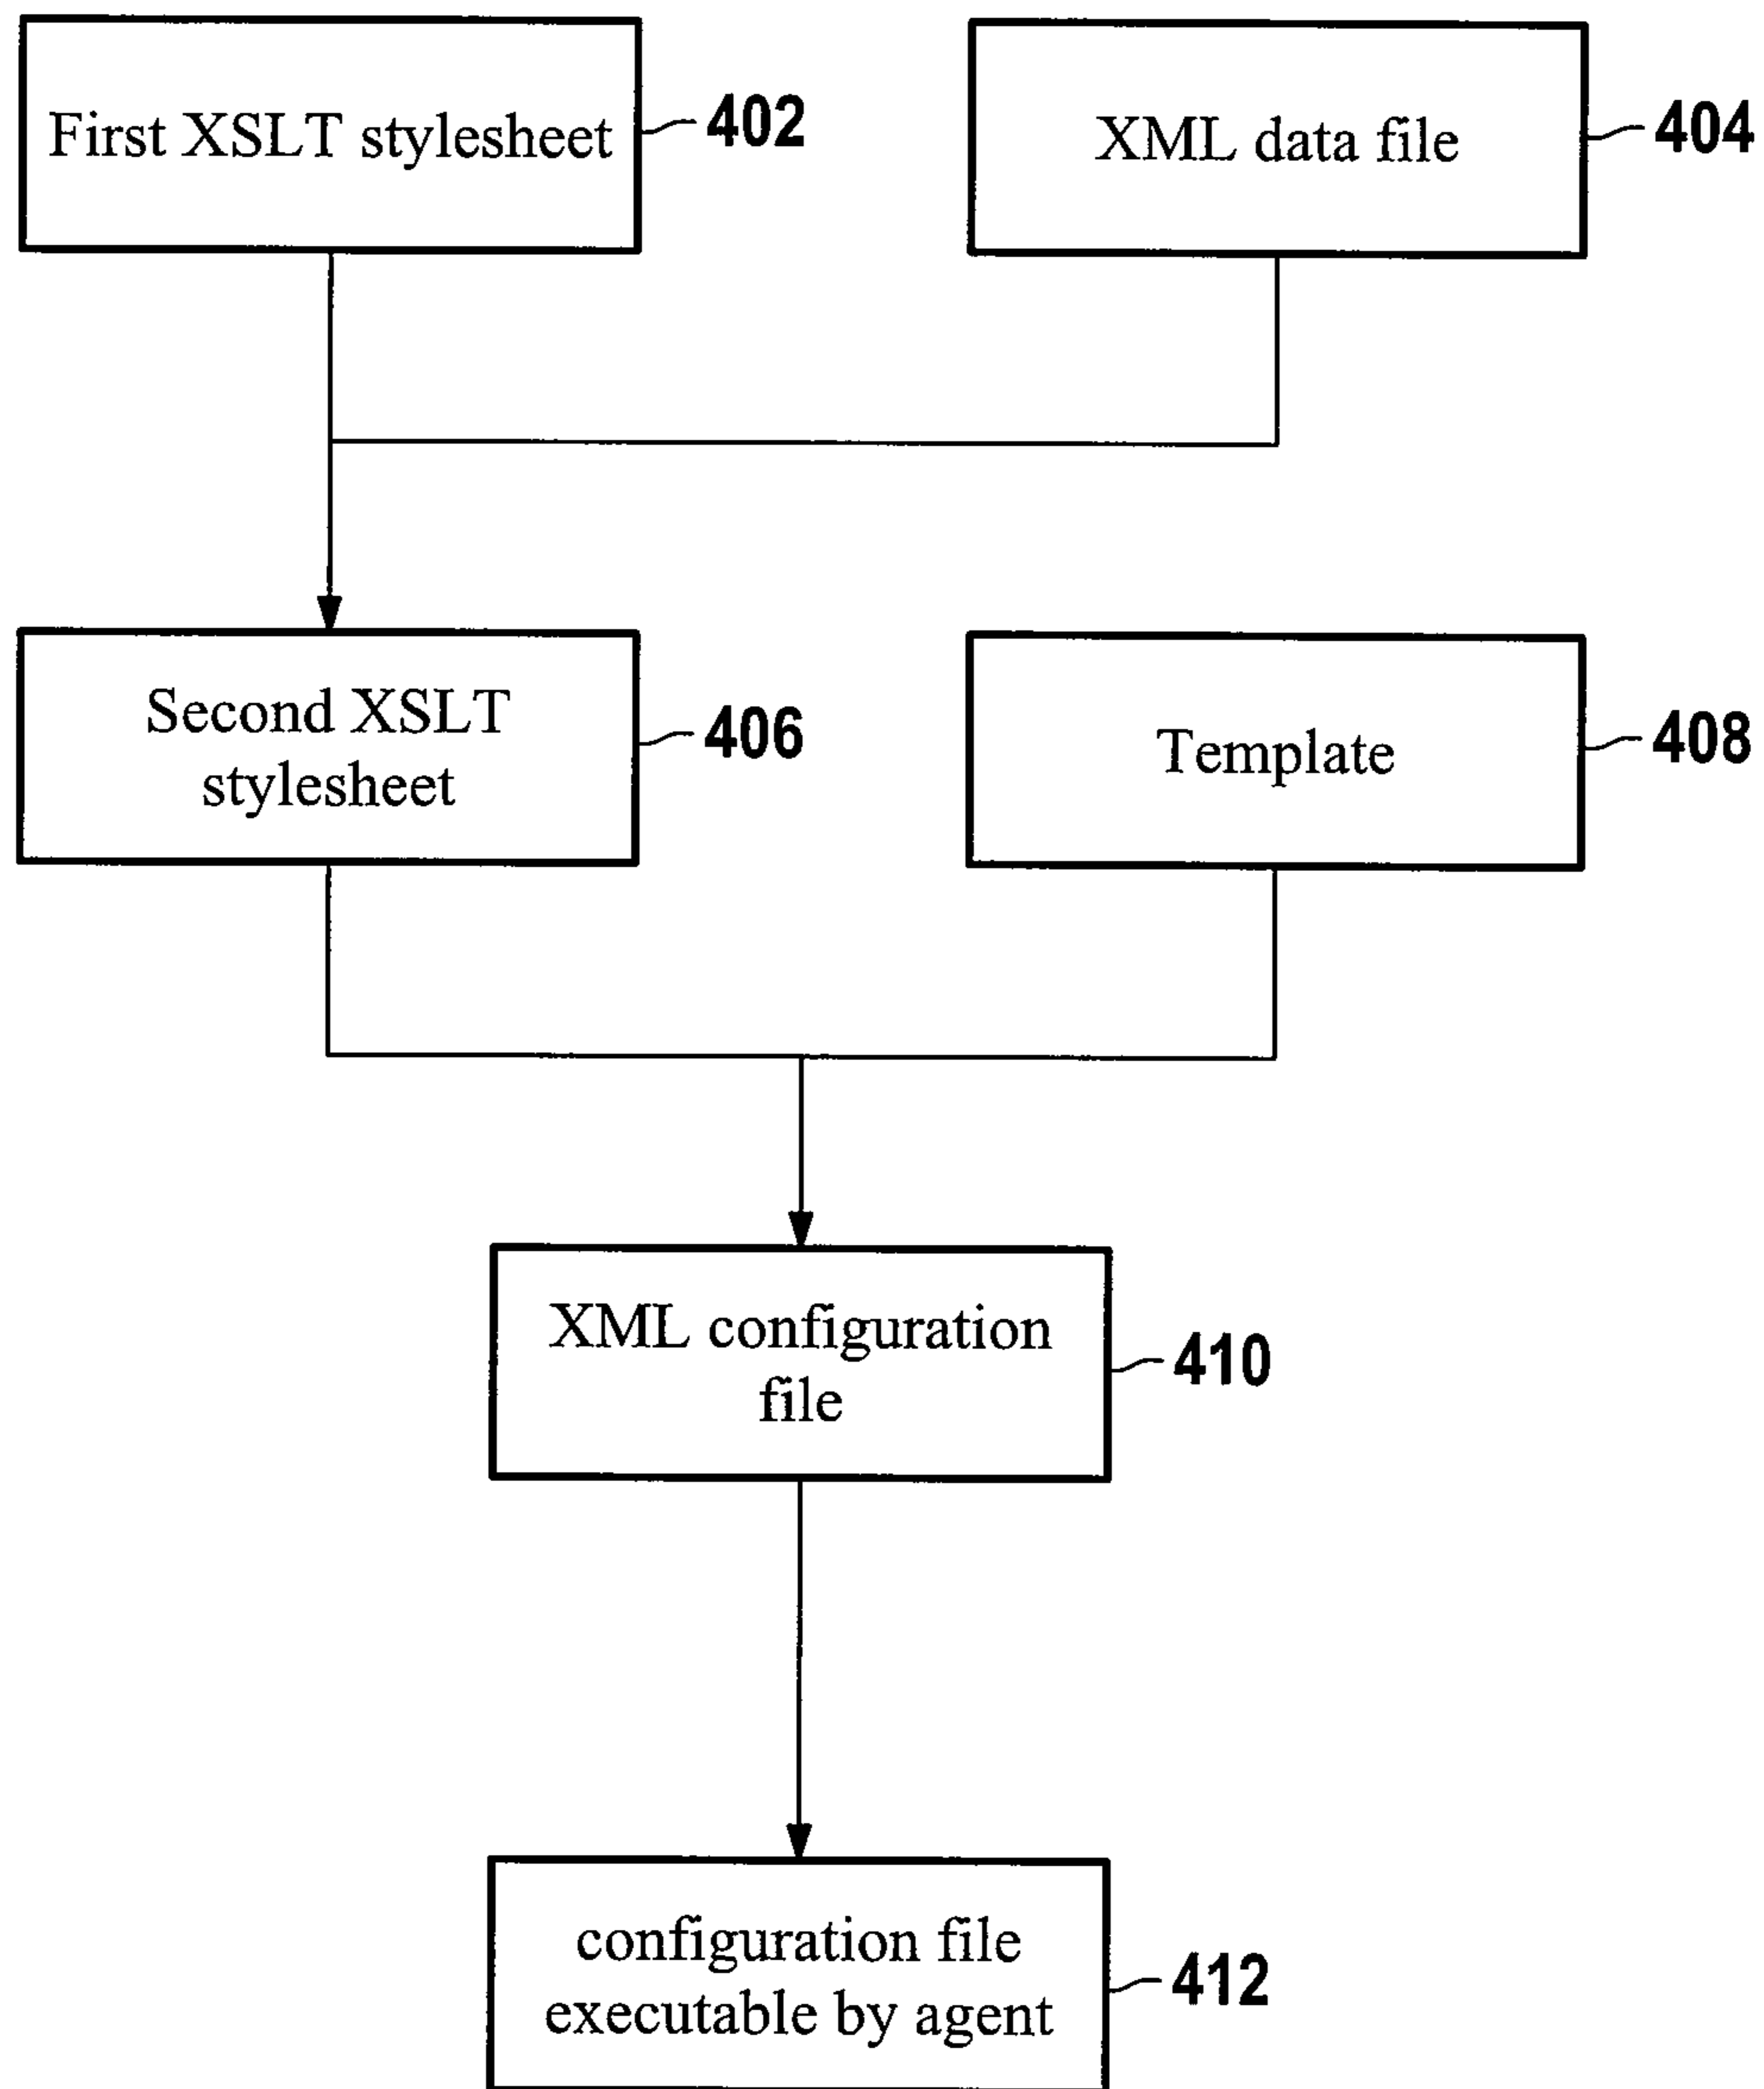 First XSLT stylesheet
402
XML data file
404
Second XSLT
stylesheet
406
Template
408
XML configuration
file
410
configuration file
executable by agent
412